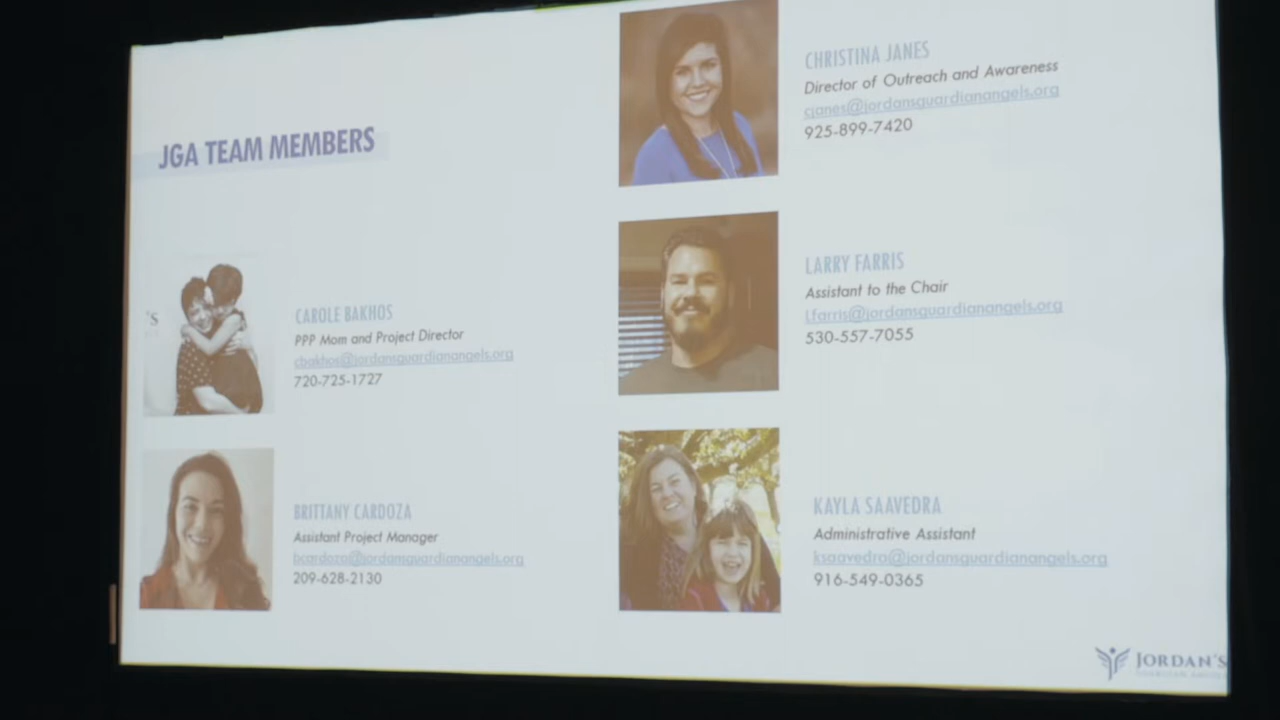 JGA TEAM MEMBERS
'S
CAROLE BAKHOS
PPP Mom and Project Director
cbakhos@jordansguardianangels.org
720-725-1727
BRITTANY CARDOZA
Assistant Project Manager
bcardoza@jordansguardianangels.org
209-628-2130
CHRISTINA JANES
Director of Outreach and Awareness
cjanes@jordansguardianangels.org
925-899-7420
LARRY FARRIS
Assistant to the Chair
Lfarris@jordansguardianangels.org
530-557-7055
KAYLA SAAVEDRA
Administrative Assistant
ksaavedra@jordansguardianangels.org
916-549-0365
JORDAN'S